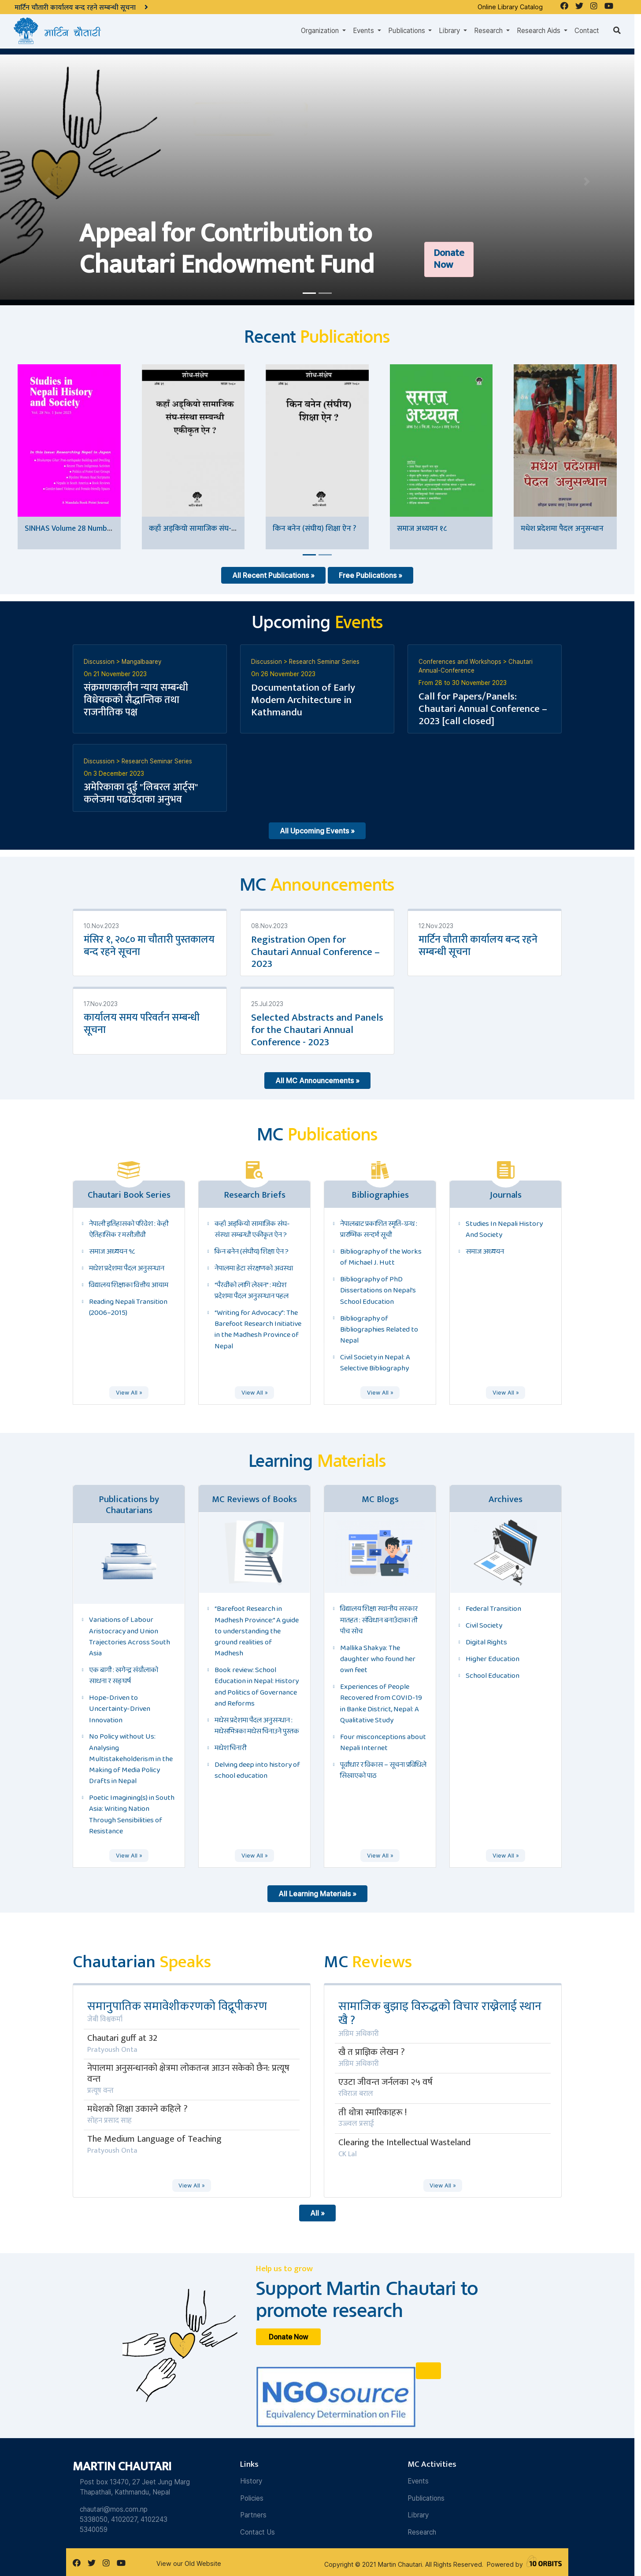 मार्टिन चौतारी कार्यालय बन्द रहने सम्बन्धी सूचना
Online Library Catalog
मार्टिन चौतारी
Organization
Events
Publications
Library
Research
Research Aids
Contact
Appeal for Contribution to
Chautari Endowment Fund
Donate
Now
Recent Publications
Studies in
Nepali History
and Society
SINHAS Volume 28 Numb...
शोध-संक्षेप
कहाँ अड्कियो सामाजिक
संघ-संस्था सम्बन्धी
एकीकृत ऐन ?
कहाँ अड्कियो सामाजिक संघ-...
शोध-संक्षेप
किन बनेन (संघीय)
शिक्षा ऐन ?
किन बनेन (संघीय) शिक्षा ऐन ?
समाज
अध्ययन
समाज अध्ययन १८
मधेश प्रदेशमा
पैदल अनुसन्धान
मधेश प्रदेशमा पैदल अनुसन्धान
All Recent Publications »
Free Publications »
Upcoming Events
Discussion > Mangalbaarey
On 21 November 2023
संक्रमणकालीन न्याय सम्बन्धी
विधेयकको सैद्धान्तिक तथा
राजनीतिक पक्ष
Discussion > Research Seminar Series
On 26 November 2023
Documentation of Early
Modern Architecture in
Kathmandu
Conferences and Workshops > Chautari
Annual-Conference
From 28 to 30 November 2023
Call for Papers/Panels:
Chautari Annual Conference –
2023 [call closed]
Discussion > Research Seminar Series
On 3 December 2023
अमेरिकाका दुई "लिबरल आर्ट्स"
कलेजमा पढाउँदाका अनुभव
All Upcoming Events »
MC Announcements
10.Nov.2023
मंसिर १, २०८० मा चौतारी पुस्तकालय
बन्द रहने सूचना
08.Nov.2023
Registration Open for
Chautari Annual Conference –
2023
12.Nov.2023
मार्टिन चौतारी कार्यालय बन्द रहने
सम्बन्धी सूचना
17.Nov.2023
कार्यालय समय परिवर्तन सम्बन्धी
सूचना
25.Jul.2023
Selected Abstracts and Panels
for the Chautari Annual
Conference - 2023
All MC Announcements »
MC Publications
Chautari Book Series
नेपाली इतिहासको परिवेश : केही
ऐतिहासिक र मसीजीवी
समाज अध्ययन १८
मधेश प्रदेशमा पैदल अनुसन्धान
विद्यालय शिक्षाका वित्तीय आयाम
Reading Nepali Transition
(2006–2015)
View All »
Research Briefs
कहाँ अड्कियो सामाजिक संघ-
संस्था सम्बन्धी एकीकृत ऐन ?
किन बनेन (संघीय) शिक्षा ऐन ?
नेपालमा डेटा संरक्षणको अवस्था
"पैरवीको लागि लेखन" : मधेश
प्रदेशमा पैदल अनुसन्धान पहल
"Writing for Advocacy": The
Barefoot Research Initiative
in the Madhesh Province of
Nepal
View All »
Bibliographies
नेपालबाट प्रकाशित स्मृति-ग्रन्थ :
प्रारम्भिक सन्दर्भ सूची
Bibliography of the Works
of Michael J. Hutt
Bibliography of PhD
Dissertations on Nepal's
School Education
Bibliography of
Bibliographies Related to
Nepal
Civil Society in Nepal: A
Selective Bibliography
View All »
Journals
Studies In Nepali History
And Society
समाज अध्ययन
View All »
Learning Materials
Publications by
Chautarians
Variations of Labour
Aristocracy and Union
Trajectories Across South
Asia
एक बागी : खगेन्द्र संग्रौलाको
साधना र सङ्घर्ष
Hope-Driven to
Uncertainty-Driven
Innovation
No Policy without Us:
Analysing
Multistakeholderism in the
Making of Media Policy
Drafts in Nepal
Poetic Imagining(s) in South
Asia: Writing Nation
Through Sensibilities of
Resistance
View All »
MC Reviews of Books
"Barefoot Research in
Madhesh Province:" A guide
to understanding the
ground realities of
Madhesh
Book review: School
Education in Nepal: History
and Politics of Governance
and Reforms
मधेस प्रदेशमा पैदल अनुसन्धान :
मधेसभित्रका मधेस चिनाउने पुस्तक
मधेश चिनारी
Delving deep into history of
school education
View All »
MC Blogs
विद्यालय शिक्षा स्थानीय सरकार
मातहत : संविधान बनाउँदाका ती
पाँच सोच
Mallika Shakya: The
daughter who found her
own feet
Experiences of People
Recovered from COVID-19
in Banke District, Nepal: A
Qualitative Study
Four misconceptions about
Nepali Internet
पूर्वाधार र विकास – सूचना प्रविधिले
सिकाएको पाठ
View All »
Archives
Federal Transition
Civil Society
Digital Rights
Higher Education
School Education
View All »
All Learning Materials »
Chautarian Speaks
समानुपातिक समावेशीकरणको विद्रूपीकरण
जेबी विश्वकर्मा
Chautari guff at 32
Pratyoush Onta
नेपालमा अनुसन्धानको क्षेत्रमा लोकतन्त्र आउन सकेको छैन: प्रत्यूष
वन्त
प्रत्यूष वन्त
मधेशको शिक्षा उकास्ने कहिले ?
सोहन प्रसाद साह
The Medium Language of Teaching
Pratyoush Onta
View All »
MC Reviews
सामाजिक बुझाइ विरुद्धको विचार राख्नेलाई स्थान
खै ?
अग्रिम अधिकारी
खै त प्राज्ञिक लेखन ?
अग्रिम अधिकारी
एउटा जीवन्त जर्नलका २५ वर्ष
रविराज बराल
ती थोत्रा स्मारिकाहरू !
उज्ज्वल प्रसाईं
Clearing the Intellectual Wasteland
CK Lal
View All »
All »
Help us to grow
Support Martin Chautari to
promote research
Donate Now
NGOsource
Equivalency Determination on File
MARTIN CHAUTARI
Post box 13470, 27 Jeet Jung Marg
Thapathali, Kathmandu, Nepal
chautari@mos.com.np
5338050, 4102027, 4102243
5340059
Links
History
Policies
Partners
Contact Us
MC Activities
Events
Publications
Library
Research
View our Old Website
Copyright © 2021 Martin Chautari. All Rights Reserved. Powered by 10 ORBITS